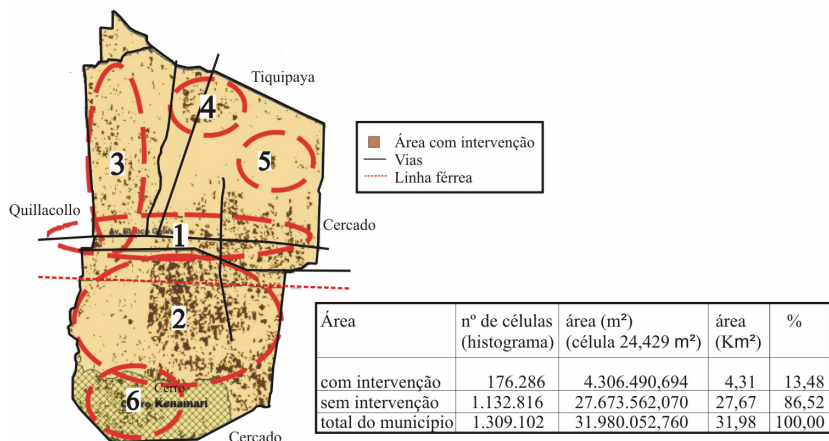 Tiquipaya
4
3
5
Área com intervenção
Vias
Linha férrea
Quillacollo
Cercado
1
2
6
Cerro
Kenamari
Cercado
Área nº de células (histograma) área (m²) (célula 24,429 m²) área (Km²) %
com intervenção 176.286 4.306.490,694 4,31 13,48
sem intervenção 1.132.816 27.673.562,070 27,67 86,52
total do município 1.309.102 31.980.052,760 31,98 100,00